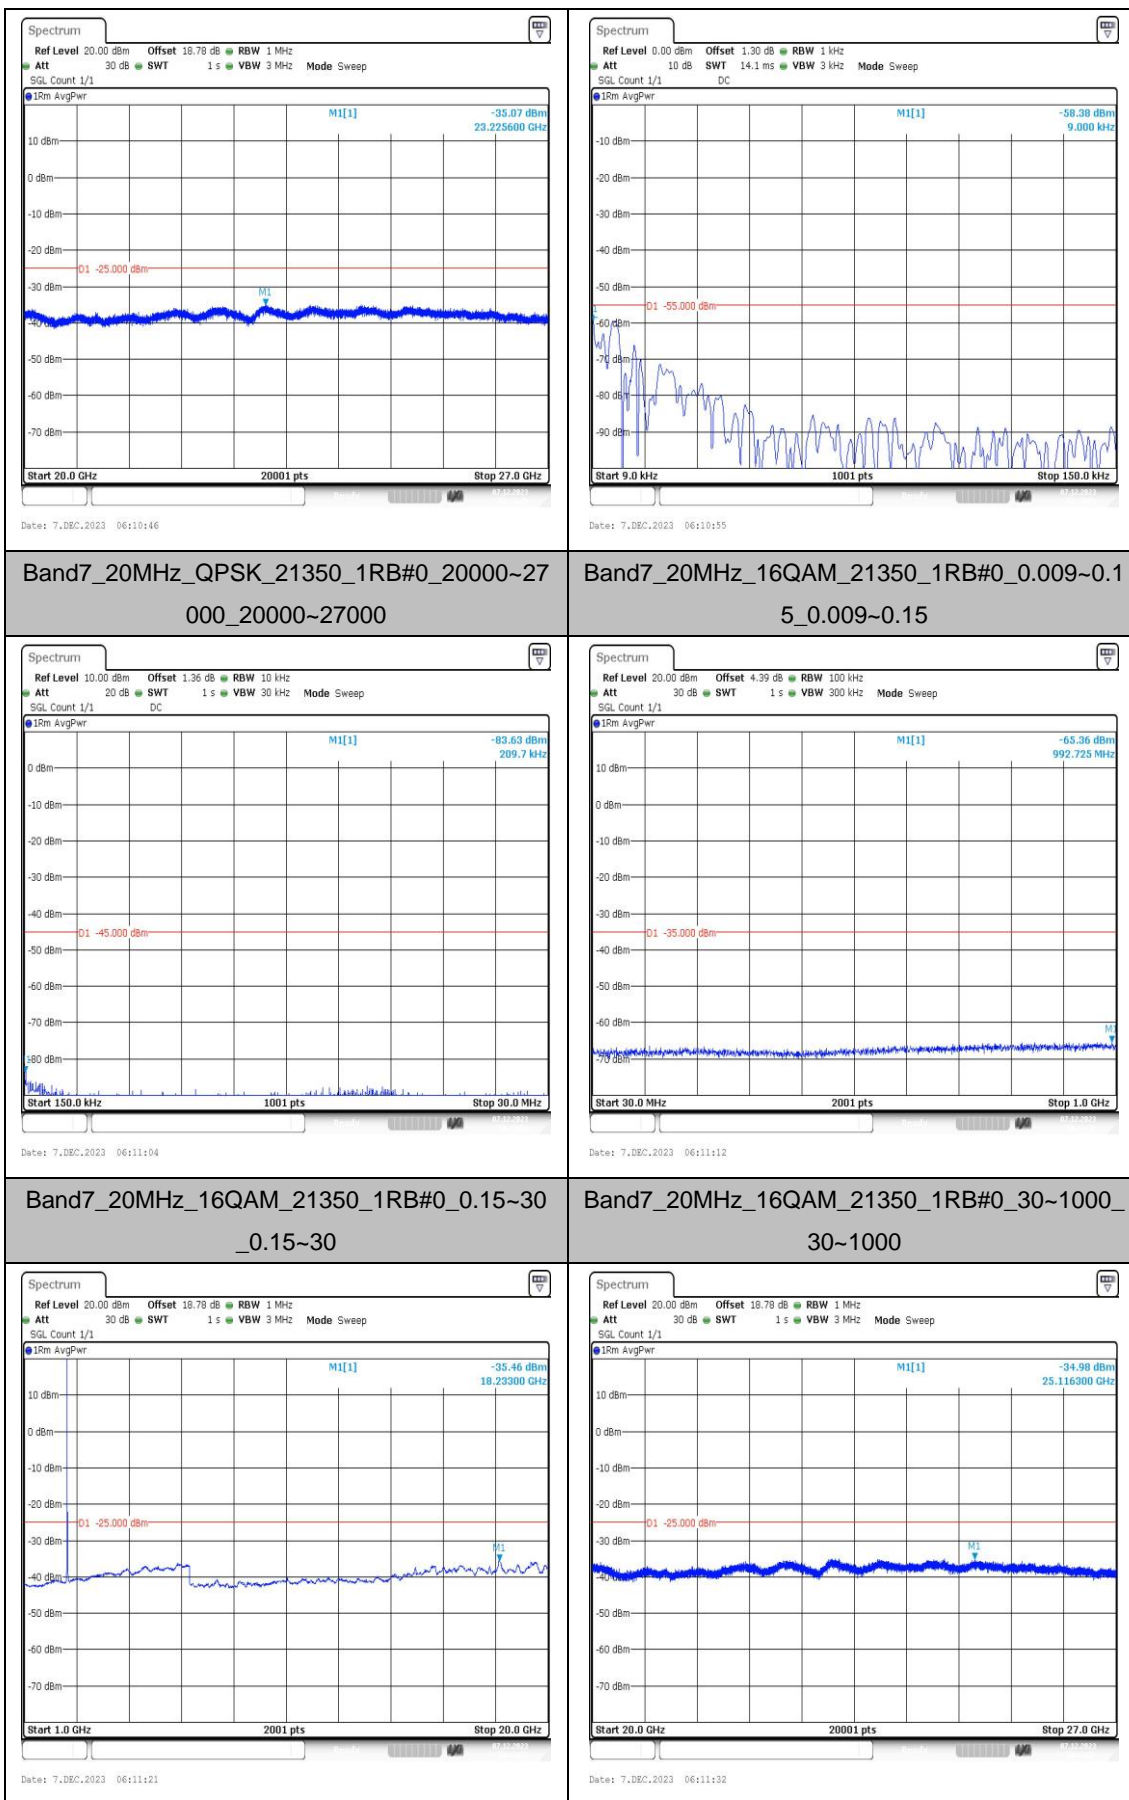 Spectrum
Ref Level 20.00 dBm Offset 18.78 dB RBW 1 MHz
Att 30 dB SWT 1 s VBW 3 MHz Mode Sweep
SGL Count 1/1
1Rm AvgPwr
M1[1] -35.07 dBm
23.225600 GHz
10 dBm
0 dBm
-10 dBm
-20 dBm
D1 -25.000 dBm
-30 dBm
M1
-40 dBm
-50 dBm
-60 dBm
-70 dBm
Start 20.0 GHz 20001 pts Stop 27.0 GHz
Date: 7.DEC.2023 06:10:46
Spectrum
Ref Level 0.00 dBm Offset 1.30 dB RBW 1 kHz
Att 10 dB SWT 14.1 ms VBW 3 kHz Mode Sweep
SGL Count 1/1 DC
1Rm AvgPwr
M1[1] -58.38 dBm
9.000 kHz
-10 dBm
-20 dBm
-30 dBm
-40 dBm
-50 dBm
D1 -55.000 dBm
-60 dBm
-70 dBm
-80 dBm
-90 dBm
Start 9.0 kHz 1001 pts Stop 150.0 kHz
Date: 7.DEC.2023 06:10:55
Band7_20MHz_QPSK_21350_1RB#0_20000~27
000_20000~27000
Band7_20MHz_16QAM_21350_1RB#0_0.009~0.1
5_0.009~0.15
Spectrum
Ref Level 10.00 dBm Offset 1.36 dB RBW 10 kHz
Att 20 dB SWT 1 s VBW 30 kHz Mode Sweep
SGL Count 1/1 DC
1Rm AvgPwr
M1[1] -83.63 dBm
209.7 kHz
0 dBm
-10 dBm
-20 dBm
-30 dBm
-40 dBm
D1 -45.000 dBm
-50 dBm
-60 dBm
-70 dBm
-80 dBm
Start 150.0 kHz 1001 pts Stop 30.0 MHz
Date: 7.DEC.2023 06:11:04
Spectrum
Ref Level 20.00 dBm Offset 4.39 dB RBW 100 kHz
Att 30 dB SWT 1 s VBW 300 kHz Mode Sweep
SGL Count 1/1
1Rm AvgPwr
M1[1] -65.36 dBm
992.725 MHz
10 dBm
0 dBm
-10 dBm
-20 dBm
-30 dBm
D1 -35.000 dBm
-40 dBm
-50 dBm
-60 dBm
M1
-70 dBm
Start 30.0 MHz 2001 pts Stop 1.0 GHz
Date: 7.DEC.2023 06:11:12
Band7_20MHz_16QAM_21350_1RB#0_0.15~30
_0.15~30
Band7_20MHz_16QAM_21350_1RB#0_30~1000_
30~1000
Spectrum
Ref Level 20.00 dBm Offset 18.78 dB RBW 1 MHz
Att 30 dB SWT 1 s VBW 3 MHz Mode Sweep
SGL Count 1/1
1Rm AvgPwr
M1[1] -35.46 dBm
18.23300 GHz
10 dBm
0 dBm
-10 dBm
-20 dBm
D1 -25.000 dBm
-30 dBm
M1
-40 dBm
-50 dBm
-60 dBm
-70 dBm
Start 1.0 GHz 2001 pts Stop 20.0 GHz
Date: 7.DEC.2023 06:11:21
Spectrum
Ref Level 20.00 dBm Offset 18.78 dB RBW 1 MHz
Att 30 dB SWT 1 s VBW 3 MHz Mode Sweep
SGL Count 1/1
1Rm AvgPwr
M1[1] -34.98 dBm
25.116300 GHz
10 dBm
0 dBm
-10 dBm
-20 dBm
D1 -25.000 dBm
-30 dBm
M1
-40 dBm
-50 dBm
-60 dBm
-70 dBm
Start 20.0 GHz 20001 pts Stop 27.0 GHz
Date: 7.DEC.2023 06:11:32